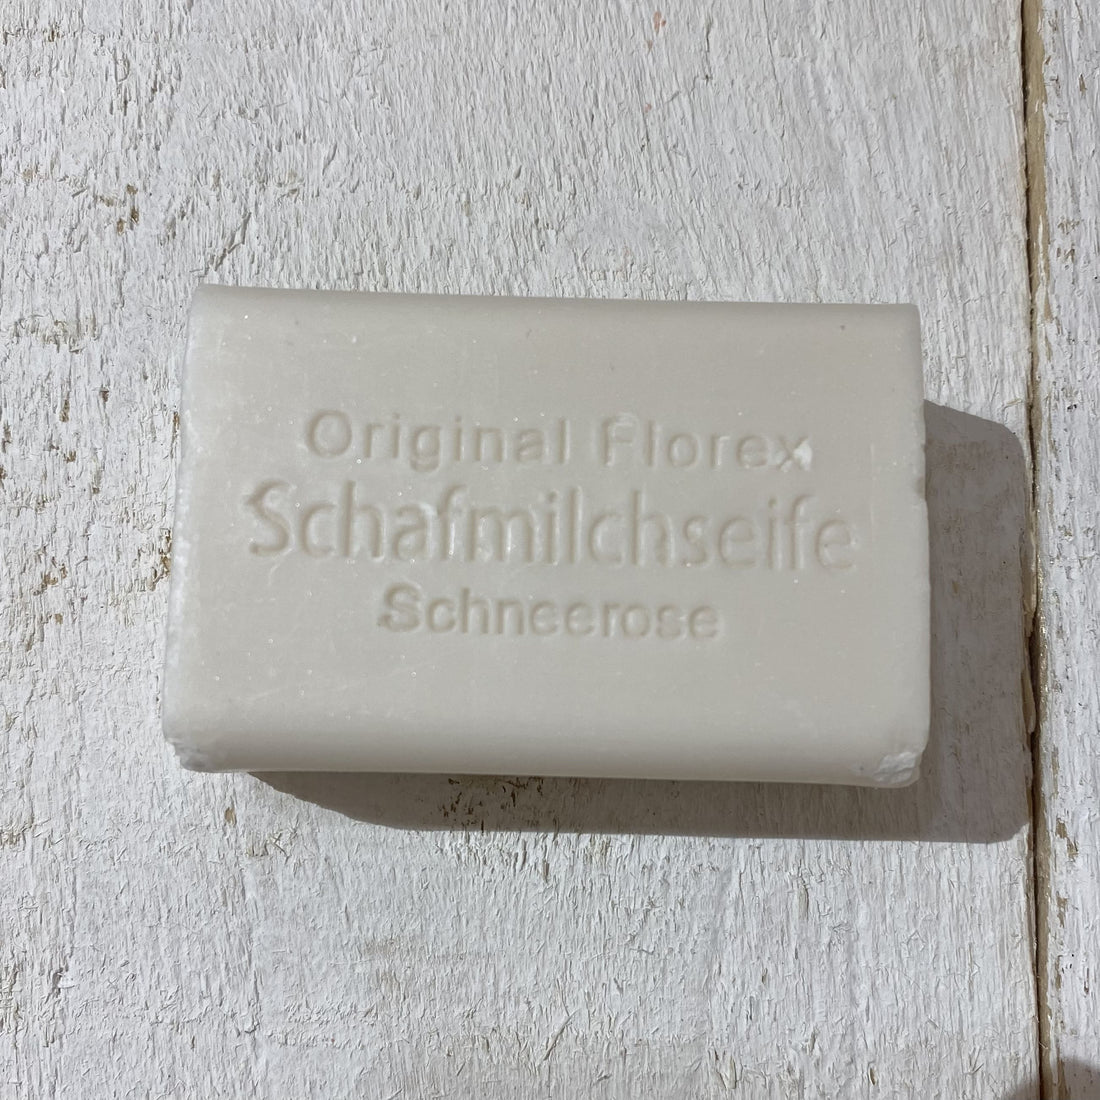 Original Florex
Schafmilchseife
Schneerose